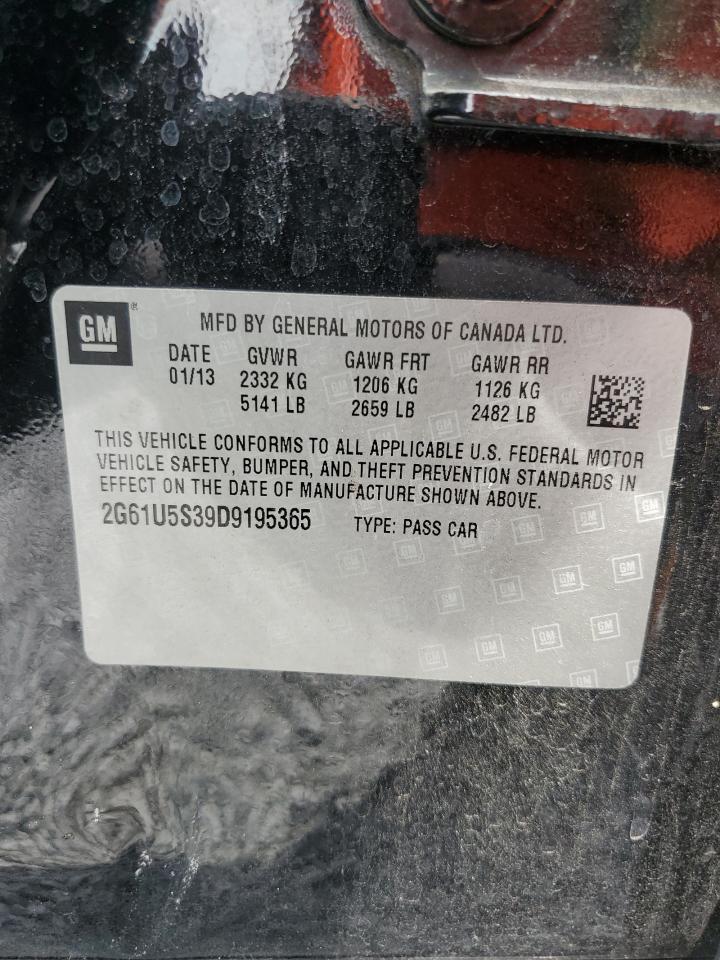 GM
MFD BY GENERAL MOTORS OF CANADA LTD.
DATE GVWR GAWR FRT GAWR RR
01/13 2332 KG 1206 KG 1126 KG
5141 LB 2659 LB 2482 LB
THIS VEHICLE CONFORMS TO ALL APPLICABLE U.S. FEDERAL MOTOR
VEHICLE SAFETY, BUMPER, AND THEFT PREVENTION STANDARDS IN
EFFECT ON THE DATE OF MANUFACTURE SHOWN ABOVE.
2G61U5S39D9195365 TYPE: PASS CAR